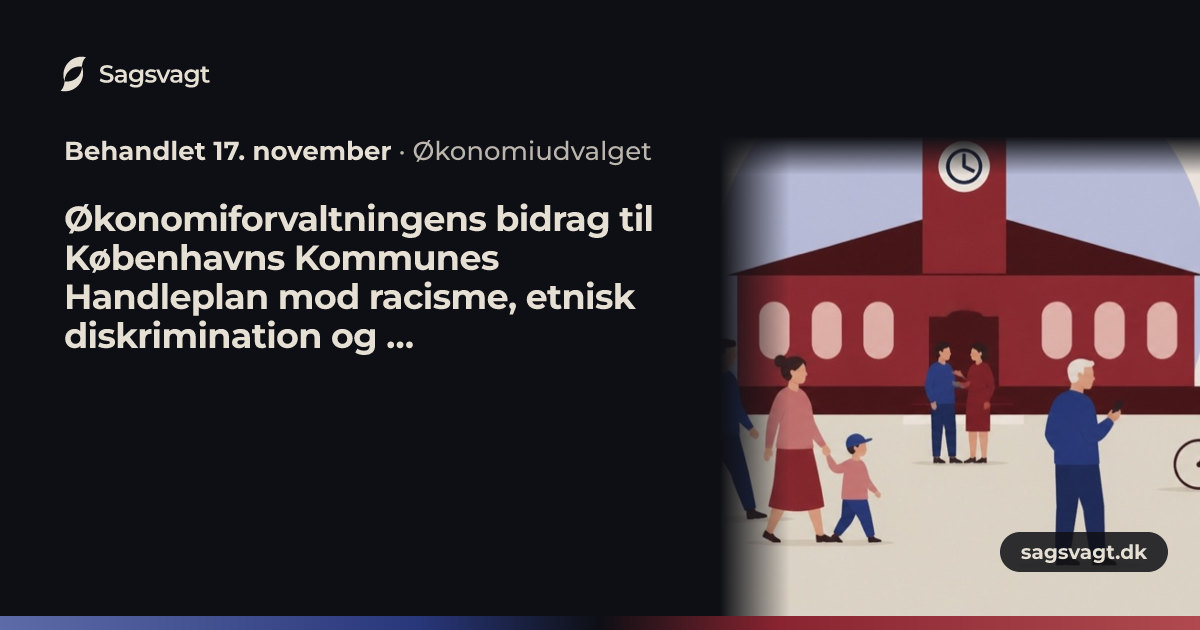 Sagsvagt
Behandlet 17. november · Økonomiudvalget
Økonomiforvaltningens bidrag til
Københavns Kommunes
Handleplan mod racisme, etnisk
diskrimination og ...
sagsvagt.dk